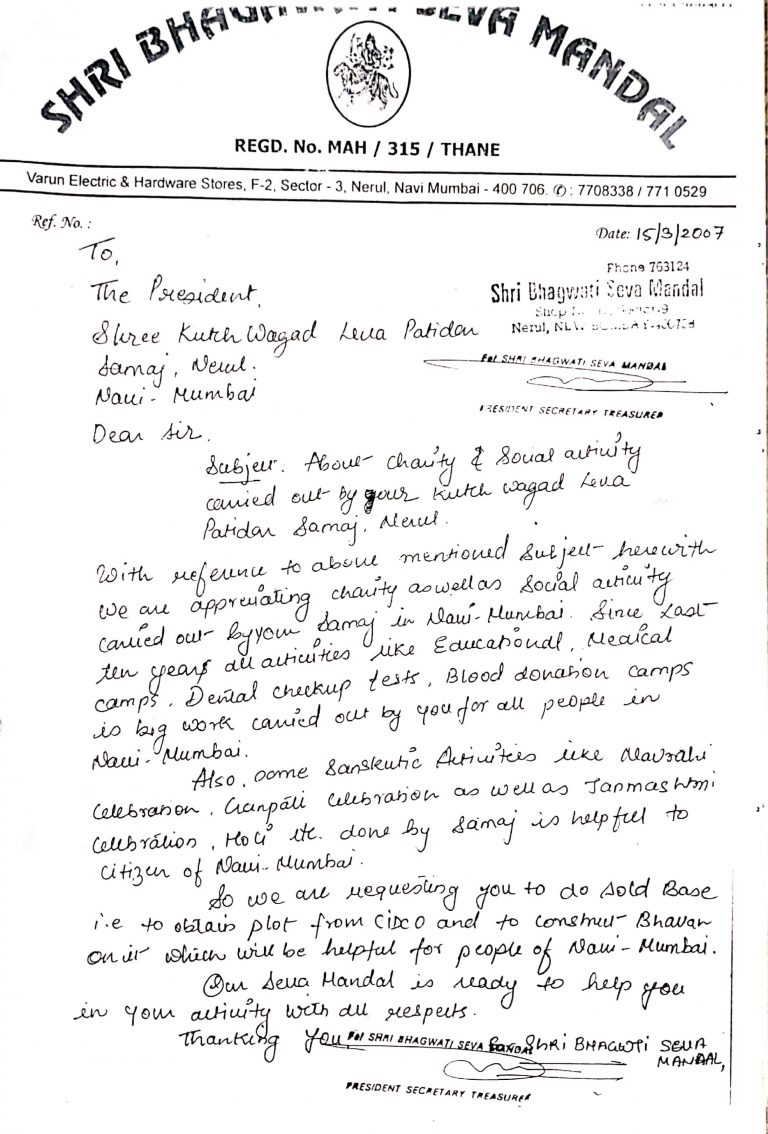 SHRI BHAGWATI SEVA MANDAL
REGD. No. MAH / 315 / THANE
Varun Electric & Hardware Stores, F-2, Sector - 3, Nerul, Navi Mumbai - 400 706. ✆ : 7708338 / 771 0529
Ref. No. :
Date: 15/3/2007
To,
The President,
Shree Kutch Wagad Leva Patidar
Samaj, Nerul.
Navi - Mumbai
Phone 763124
Shri Bhagwati Seva Mandal
Shop
Nerul, NEW BOMBAY-400706
For SHRI BHAGWATI SEVA MANDAL
PRESIDENT SECRETARY TREASURER
Dear Sir.
Subject. About charity & Social activity
carried out by your Kutch Wagad Leva
Patidar Samaj, Nerul.
With reference to above mentioned Subject herewith
we are appreciating charity as well as Social activity
carried out by your Samaj in Navi-Mumbai. Since Last
ten years all activities like Educational, Medical
camps, Dental checkup tests, Blood donation camps
is big work carried out by you for all people in
Navi-Mumbai.
Also, some Sanskrutic Activities like Navratri
Celebration, Ganpati celebration as well as Janmashtmi
celebration, Holi etc. done by Samaj is helpful to
citizen of Navi-Mumbai.
So we are requesting you to do Sold Base
i.e to obtain plot from CIDCO and to construct Bhavan
on it which will be helpful for people of Navi-Mumbai.
Our Seva Mandal is ready to help you
in your activity with all respects.
Thanking You
For SHRI BHAGWATI SEVA MANDAL
For SHRI BHAGWTI SEVA
MANDAL,
PRESIDENT SECRETARY TREASURER